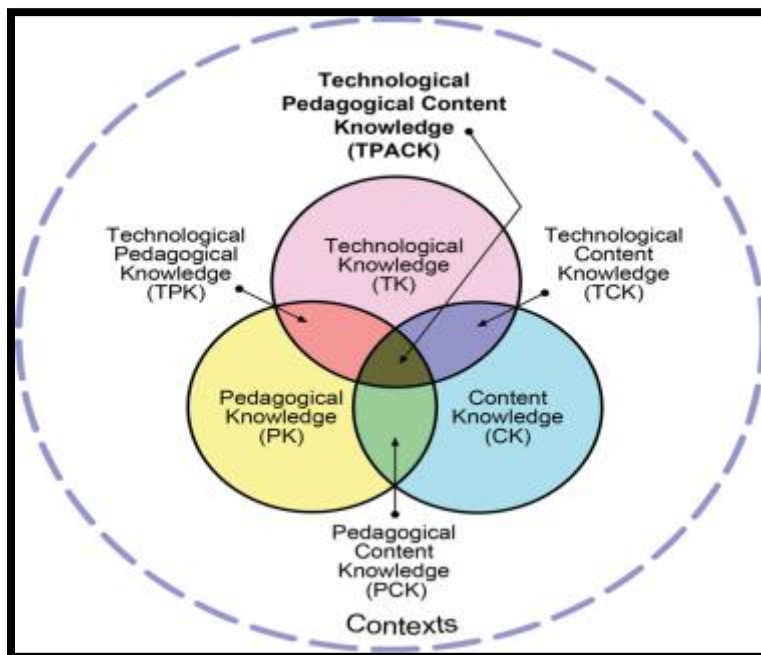 Technological
Pedagogical Content
Knowledge
(TPACK)
Technological
Pedagogical
Knowledge
(TPK)
Technological
Knowledge
(TK)
Technological
Content
Knowledge
(TCK)
Pedagogical
Knowledge
(PK)
Content
Knowledge
(CK)
Pedagogical
Content
Knowledge
(PCK)
Contexts